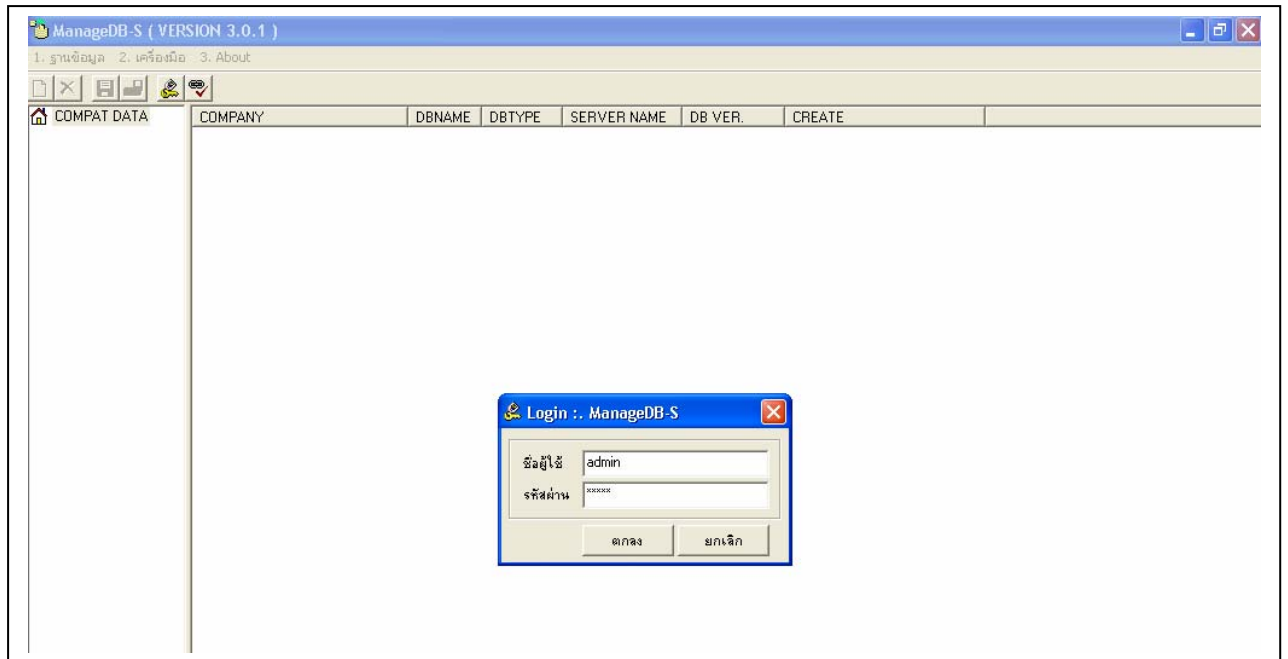 ManageDB-S ( VERSION 3.0.1 )
1. ฐานข้อมูล 2. เครื่องมือ 3. About
COMPAT DATA
COMPANY DBNAME DBTYPE SERVER NAME DB VER. CREATE
Login :. ManageDB-S
ชื่อผู้ใช้ admin
รหัสผ่าน xxxxx
ตกลง ยกเลิก